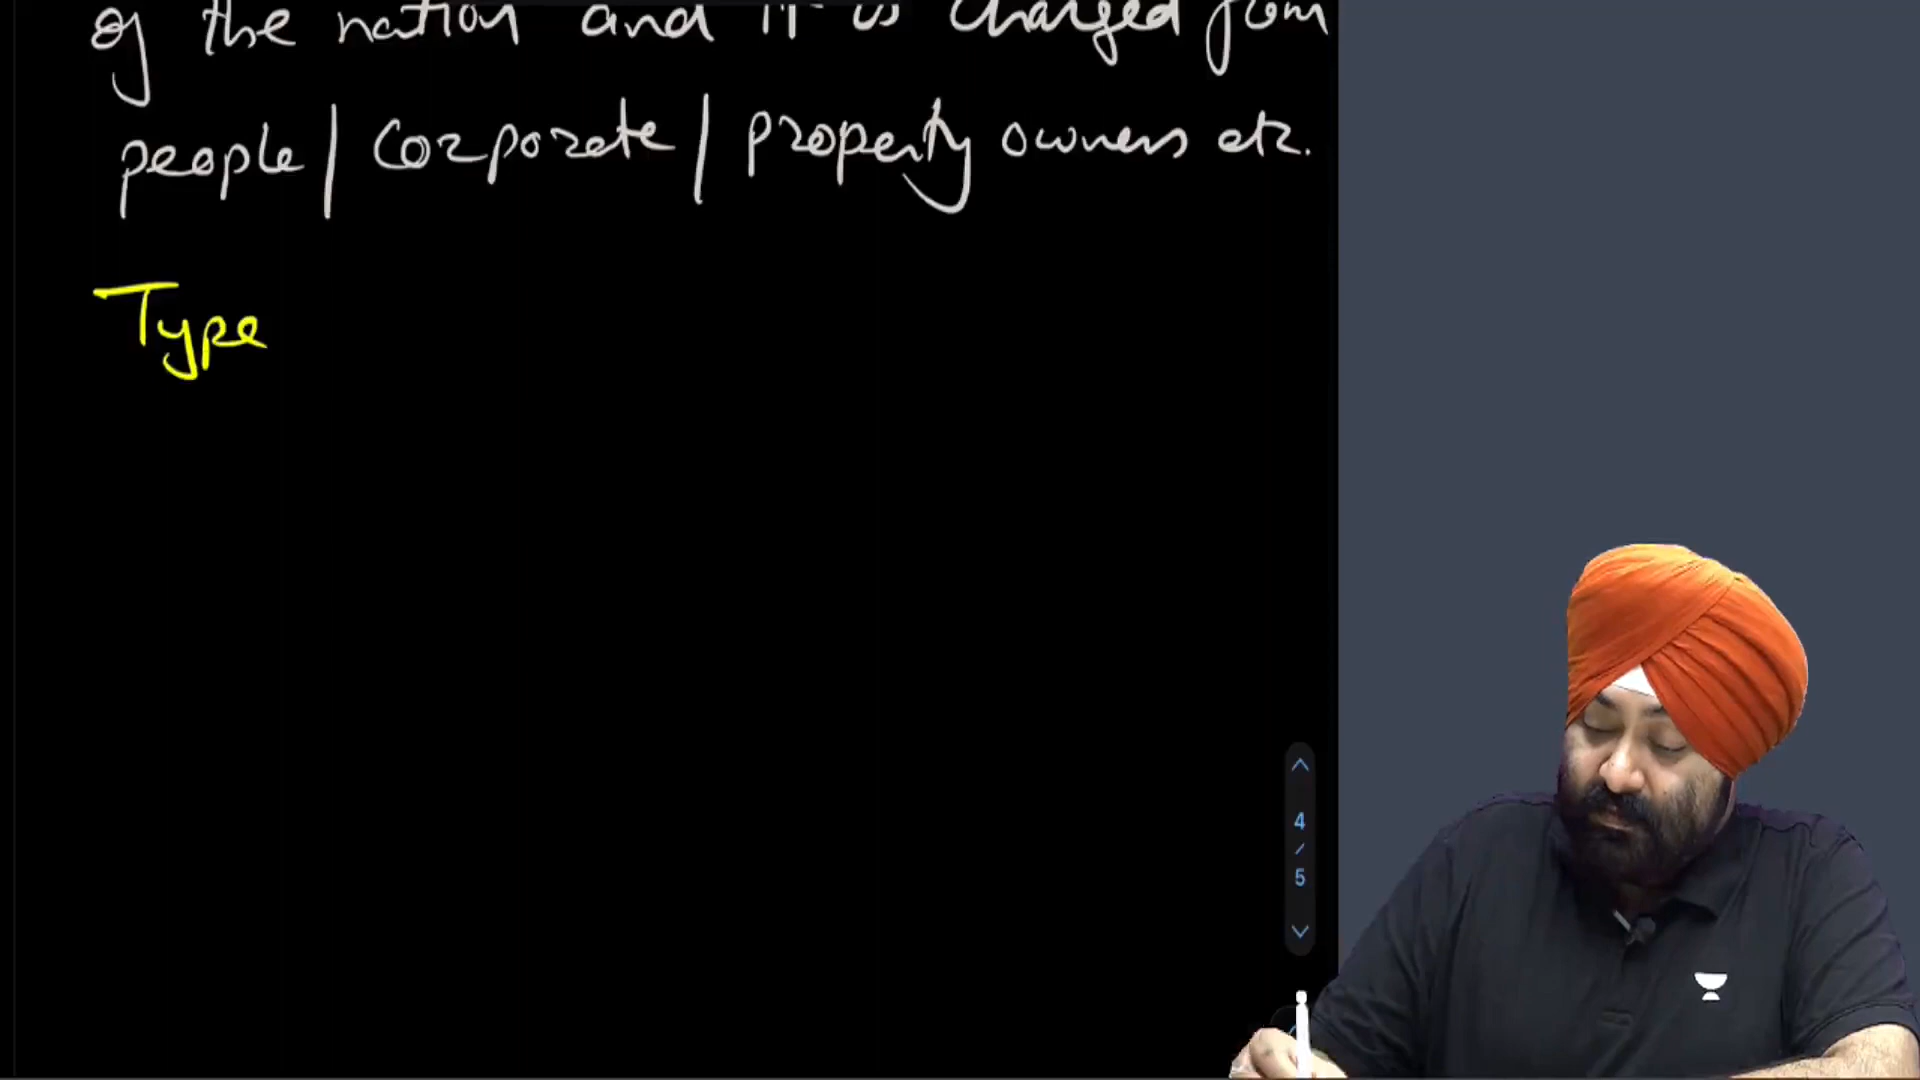 of the nation and it is charged from
people / Corporate / property owners etc.
Type
4
/
5